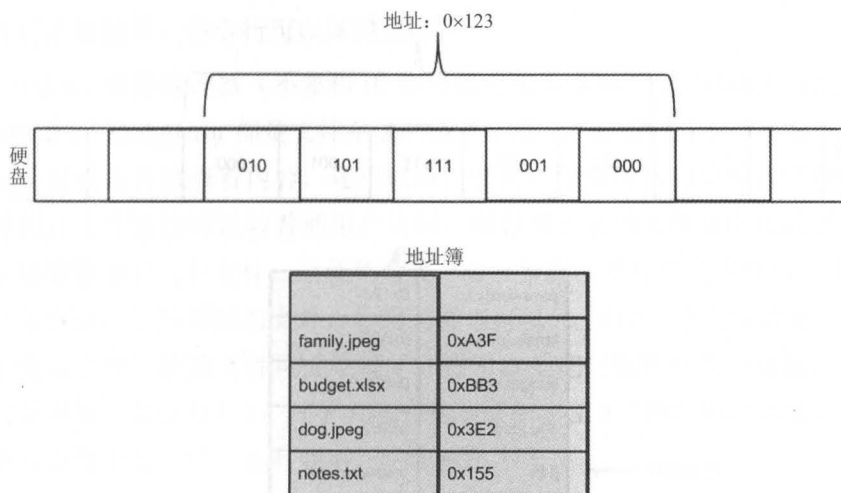 地址：0×123
硬盘
010 101 111 001 000
地址簿
family.jpeg 0xA3F
budget.xlsx 0xBB3
dog.jpeg 0x3E2
notes.txt 0x155